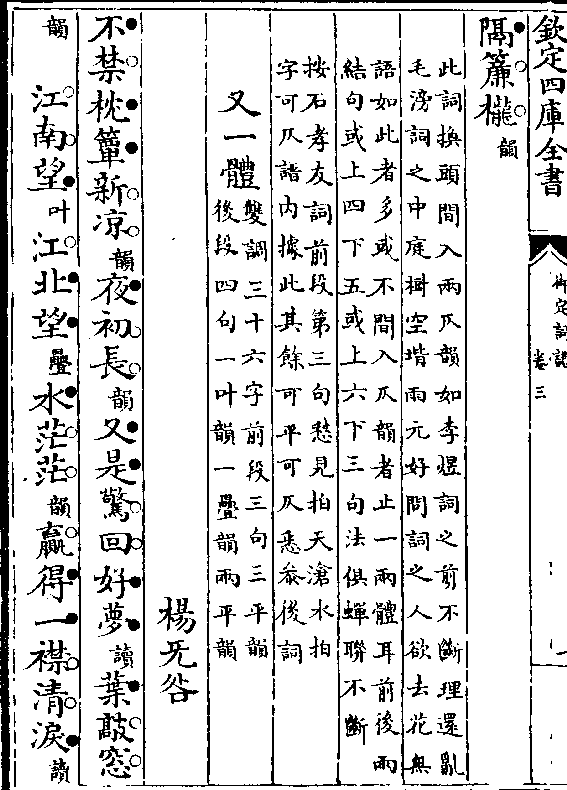 欽定四庫全書
御定詞譜 卷三
隔簾櫳韻
此詞換頭間入兩仄韻如李煜詞之前不斷理還亂
毛滂詞之中庭樹空堦雨元好問詞之人欲去花無
語如此者多或不間入仄韻者止一兩體耳前後兩
結句或上四下五或上六下三句法俱蟬聯不斷
按石孝友詞前段第三句愁見拍天滄水拍
字可仄譜內據此其餘可平可仄悉叅後詞
又一體 雙調三十六字前段三句三平韻
後段四句一叶韻一疊韻兩平韻
楊无咎
不禁枕簟新凉韻夜初長韻又是驚回好夢讀葉敲窓
韻 江南望叶江北望疊水茫茫韻贏得一襟清淚讀